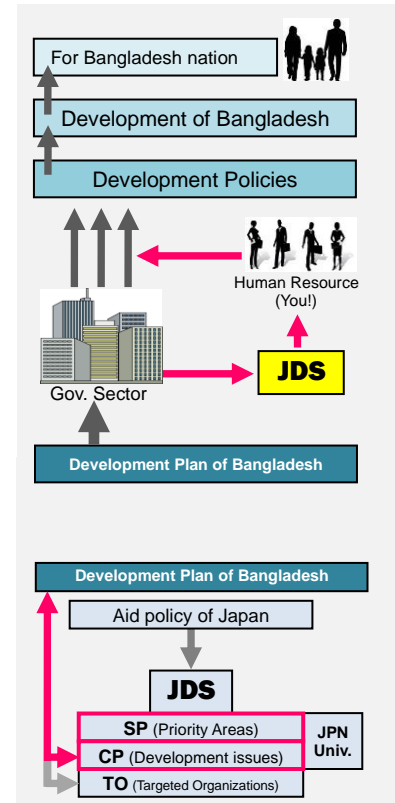 For Bangladesh nation
Development of Bangladesh
Development Policies
Human Resource
(You!)
JDS
Gov. Sector
Development Plan of Bangladesh
Development Plan of Bangladesh
Aid policy of Japan
JDS
SP (Priority Areas)
CP (Development issues)
TO (Targeted Organizations)
JPN
Univ.